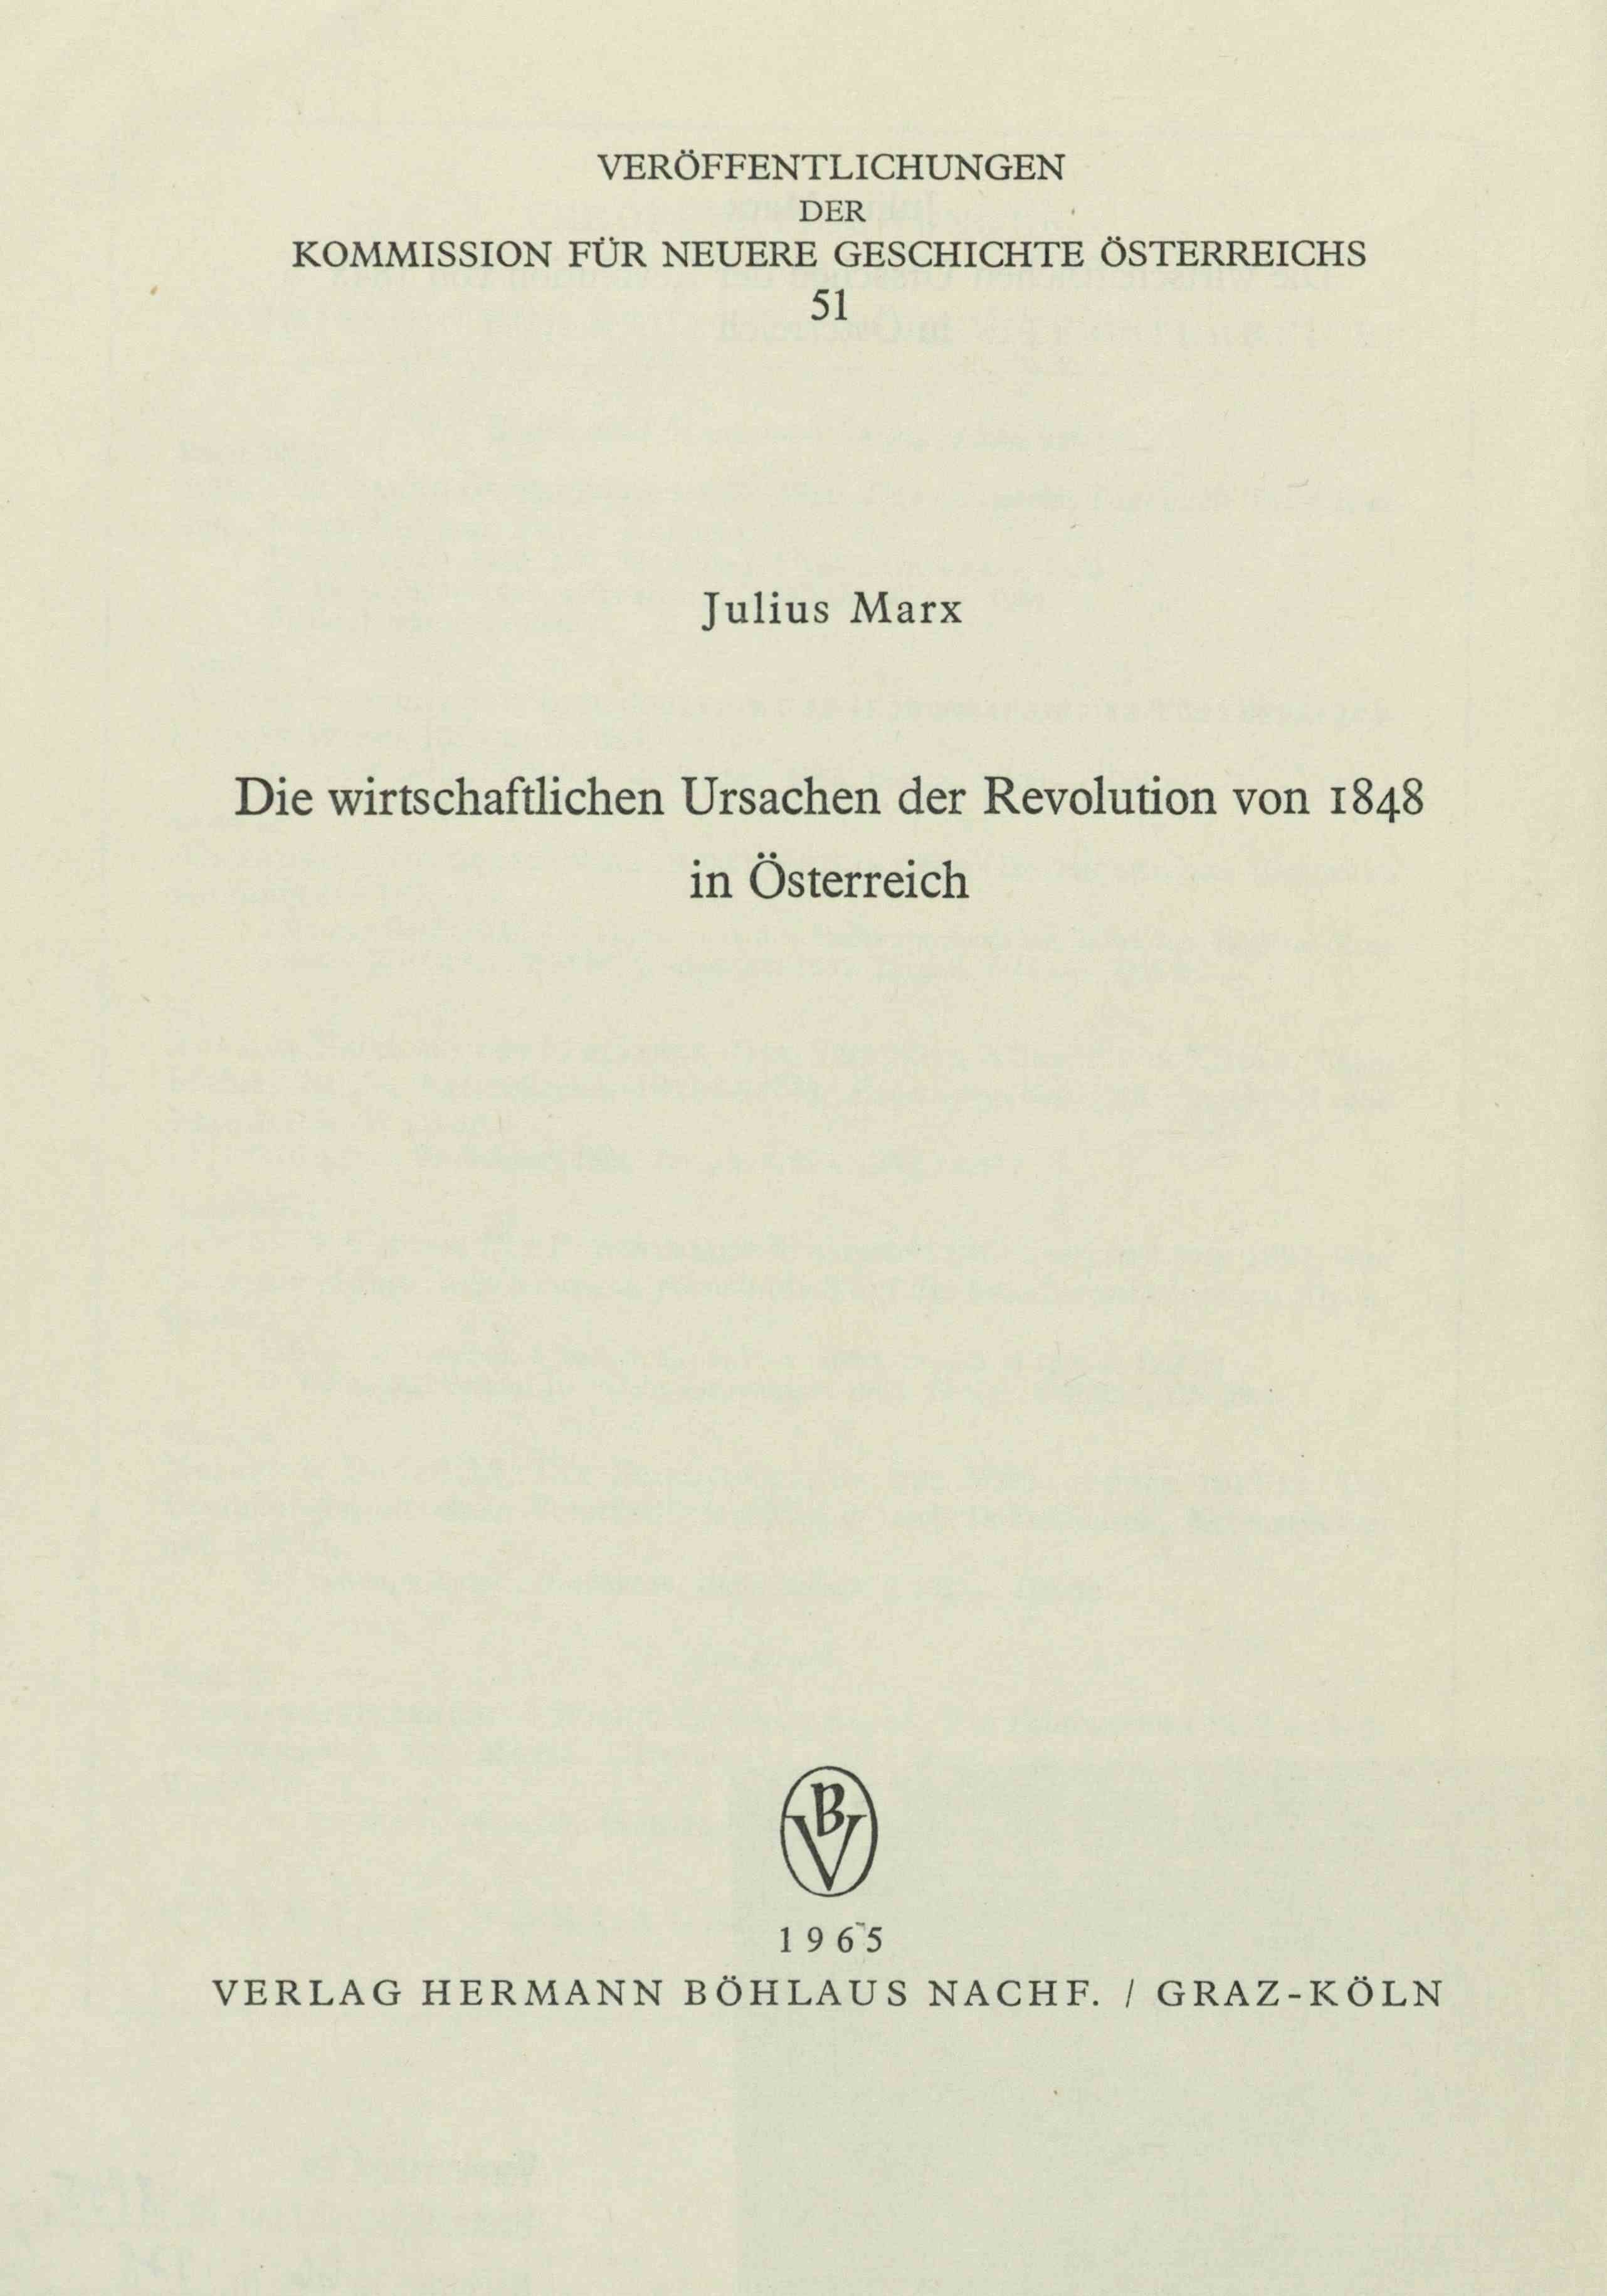 VERÖFFENTLICHUNGEN
DER
KOMMISSION FÜR NEUERE GESCHICHTE ÖSTERREICHS
51
Julius Marx
Die wirtschaftlichen Ursachen der Revolution von 1848
in Österreich
BV
1965
VERLAG HERMANN BÖHLAUS NACHF. / GRAZ-KÖLN